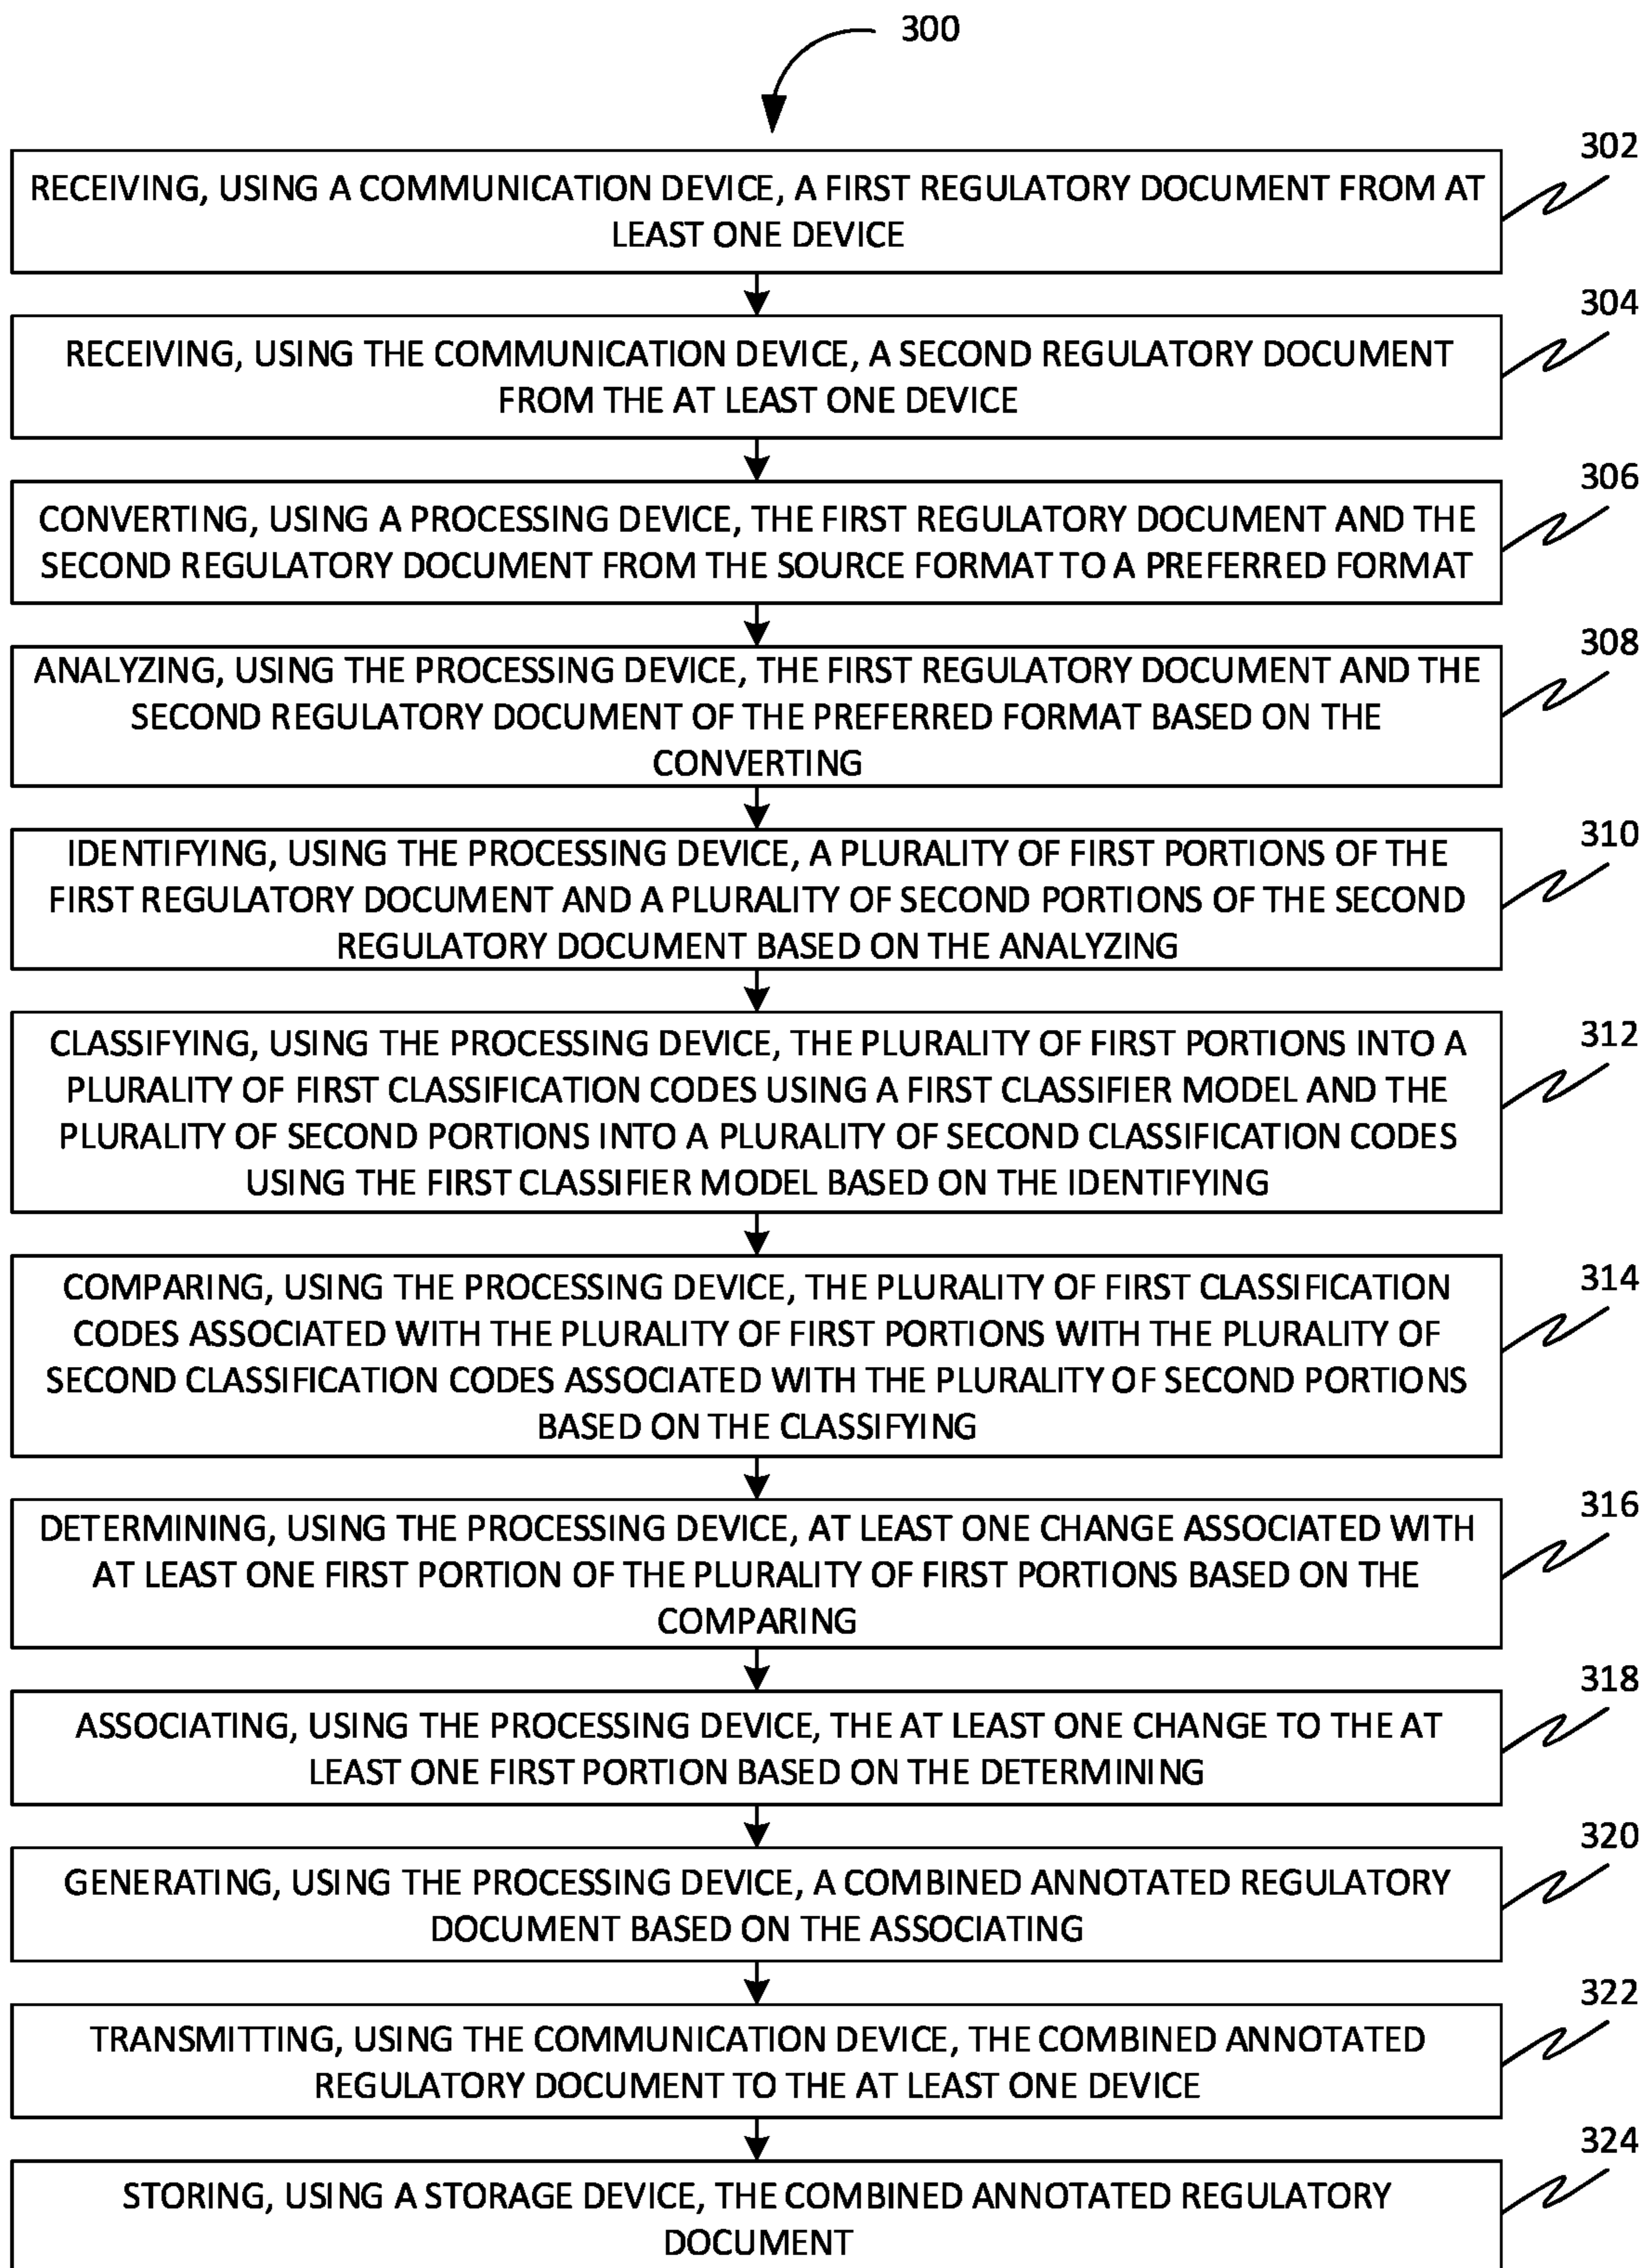 300
302
RECEIVING, USING A COMMUNICATION DEVICE, A FIRST REGULATORY DOCUMENT FROM AT
LEAST ONE DEVICE
304
RECEIVING, USING THE COMMUNICATION DEVICE, A SECOND REGULATORY DOCUMENT
FROM THE AT LEAST ONE DEVICE
306
CONVERTING, USING A PROCESSING DEVICE, THE FIRST REGULATORY DOCUMENT AND THE
SECOND REGULATORY DOCUMENT FROM THE SOURCE FORMAT TO A PREFERRED FORMAT
308
ANALYZING, USING THE PROCESSING DEVICE, THE FIRST REGULATORY DOCUMENT AND THE
SECOND REGULATORY DOCUMENT OF THE PREFERRED FORMAT BASED ON THE
CONVERTING
310
IDENTIFYING, USING THE PROCESSING DEVICE, A PLURALITY OF FIRST PORTIONS OF THE
FIRST REGULATORY DOCUMENT AND A PLURALITY OF SECOND PORTIONS OF THE SECOND
REGULATORY DOCUMENT BASED ON THE ANALYZING
312
CLASSIFYING, USING THE PROCESSING DEVICE, THE PLURALITY OF FIRST PORTIONS INTO A
PLURALITY OF FIRST CLASSIFICATION CODES USING A FIRST CLASSIFIER MODEL AND THE
PLURALITY OF SECOND PORTIONS INTO A PLURALITY OF SECOND CLASSIFICATION CODES
USING THE FIRST CLASSIFIER MODEL BASED ON THE IDENTIFYING
314
COMPARING, USING THE PROCESSING DEVICE, THE PLURALITY OF FIRST CLASSIFICATION
CODES ASSOCIATED WITH THE PLURALITY OF FIRST PORTIONS WITH THE PLURALITY OF
SECOND CLASSIFICATION CODES ASSOCIATED WITH THE PLURALITY OF SECOND PORTIONS
BASED ON THE CLASSIFYING
316
DETERMINING, USING THE PROCESSING DEVICE, AT LEAST ONE CHANGE ASSOCIATED WITH
AT LEAST ONE FIRST PORTION OF THE PLURALITY OF FIRST PORTIONS BASED ON THE
COMPARING
318
ASSOCIATING, USING THE PROCESSING DEVICE, THE AT LEAST ONE CHANGE TO THE AT
LEAST ONE FIRST PORTION BASED ON THE DETERMINING
320
GENERATING, USING THE PROCESSING DEVICE, A COMBINED ANNOTATED REGULATORY
DOCUMENT BASED ON THE ASSOCIATING
322
TRANSMITTING, USING THE COMMUNICATION DEVICE, THE COMBINED ANNOTATED
REGULATORY DOCUMENT TO THE AT LEAST ONE DEVICE
324
STORING, USING A STORAGE DEVICE, THE COMBINED ANNOTATED REGULATORY
DOCUMENT